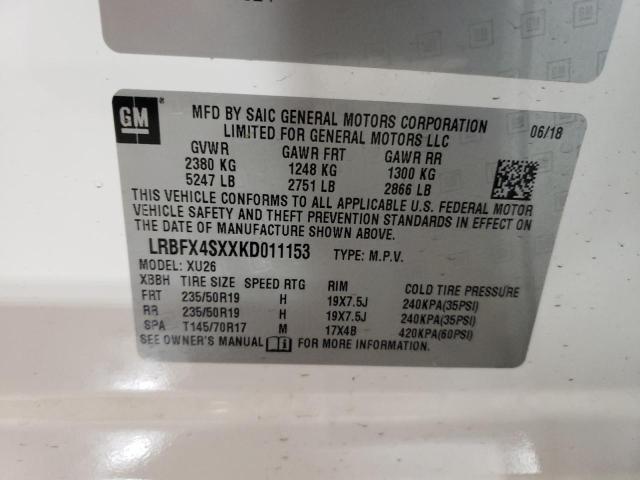 GM
MFD BY SAIC GENERAL MOTORS CORPORATION
LIMITED FOR GENERAL MOTORS LLC
06/18
GVWR GAWR FRT GAWR RR
2380 KG 1248 KG 1300 KG
5247 LB 2751 LB 2866 LB
THIS VEHICLE CONFORMS TO ALL APPLICABLE U.S. FEDERAL MOTOR
VEHICLE SAFETY AND THEFT PREVENTION STANDARDS IN EFFECT ON
THE DATE OF MANUFACTURE SHOWN ABOVE.
LRBFX4SXXKD011153 TYPE: M.P.V.
MODEL: XU26
XBBH TIRE SIZE SPEED RTG RIM COLD TIRE PRESSURE
FRT 235/50R19 H 19X7.5J 240KPA(35PSI)
RR 235/50R19 H 19X7.5J 240KPA(35PSI)
SPA T145/70R17 M 17X4B 420KPA(60PSI)
SEE OWNER'S MANUAL FOR MORE INFORMATION.